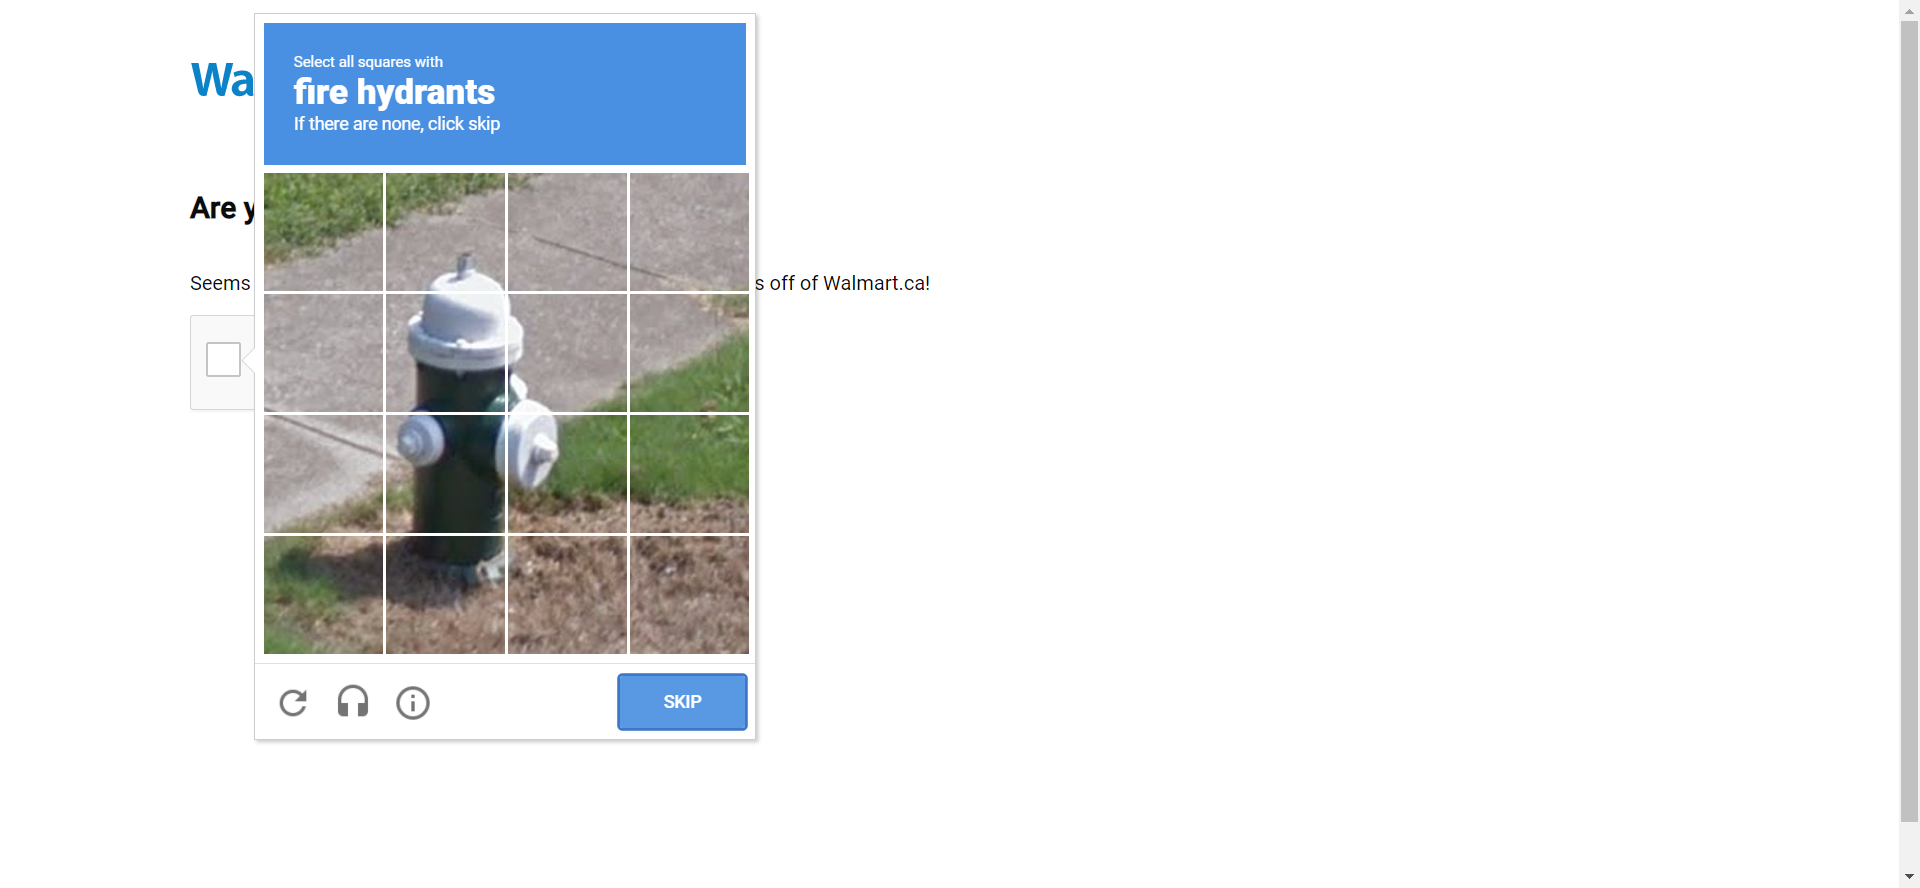 Wa
Select all squares with
fire hydrants
If there are none, click skip
Are y
Seems
s off of Walmart.ca!
SKIP